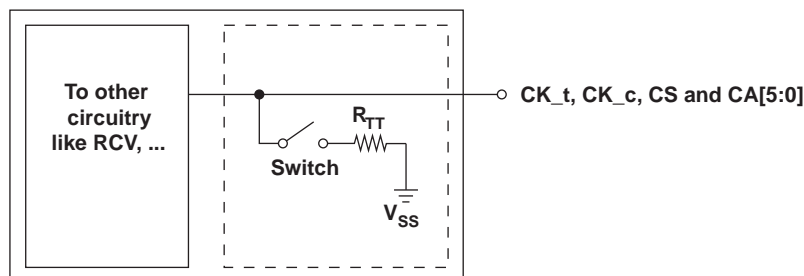 To other
circuitry
like RCV, ...
CK_t, CK_c, CS and CA[5:0]
RTT
Switch
VSS